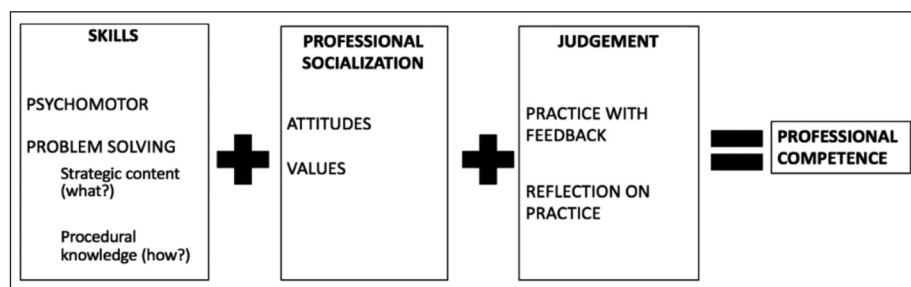 SKILLS
PSYCHOMOTOR
PROBLEM SOLVING
Strategic content
(what?)
Procedural
knowledge (how?)
PROFESSIONAL
SOCIALIZATION
ATTITUDES
VALUES
JUDGEMENT
PRACTICE WITH
FEEDBACK
REFLECTION ON
PRACTICE
PROFESSIONAL
COMPETENCE